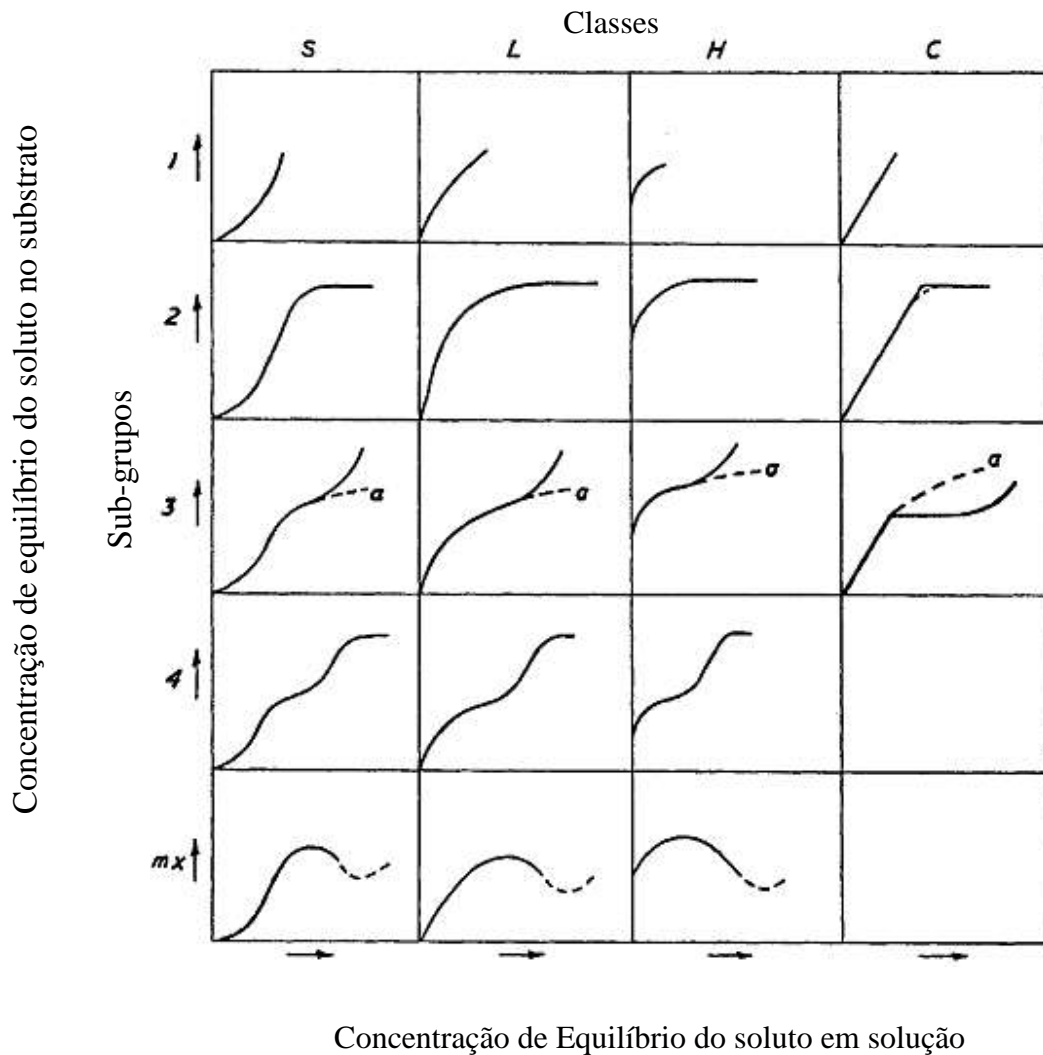 Classes
S L H C
Concentração de equilíbrio do soluto no substrato
Sub-grupos
1
2
3
a
a
a
a
4
mx
Concentração de Equilíbrio do soluto em solução